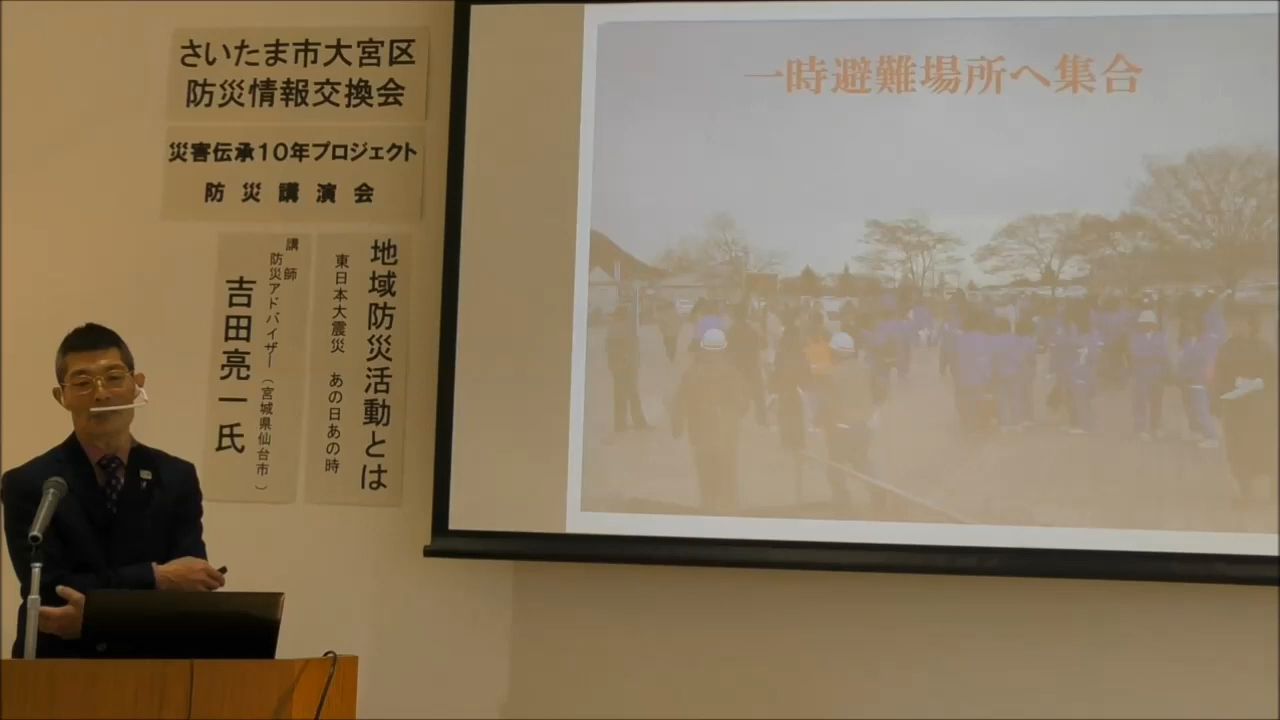 さいたま市大宮区
防災情報交換会
災害伝承10年プロジェクト
防災講演会
地域防災活動とは
東日本大震災 あの日あの時
講師
防災アドバイザー（宮城県仙台市）
吉田亮一氏
一時避難場所へ集合